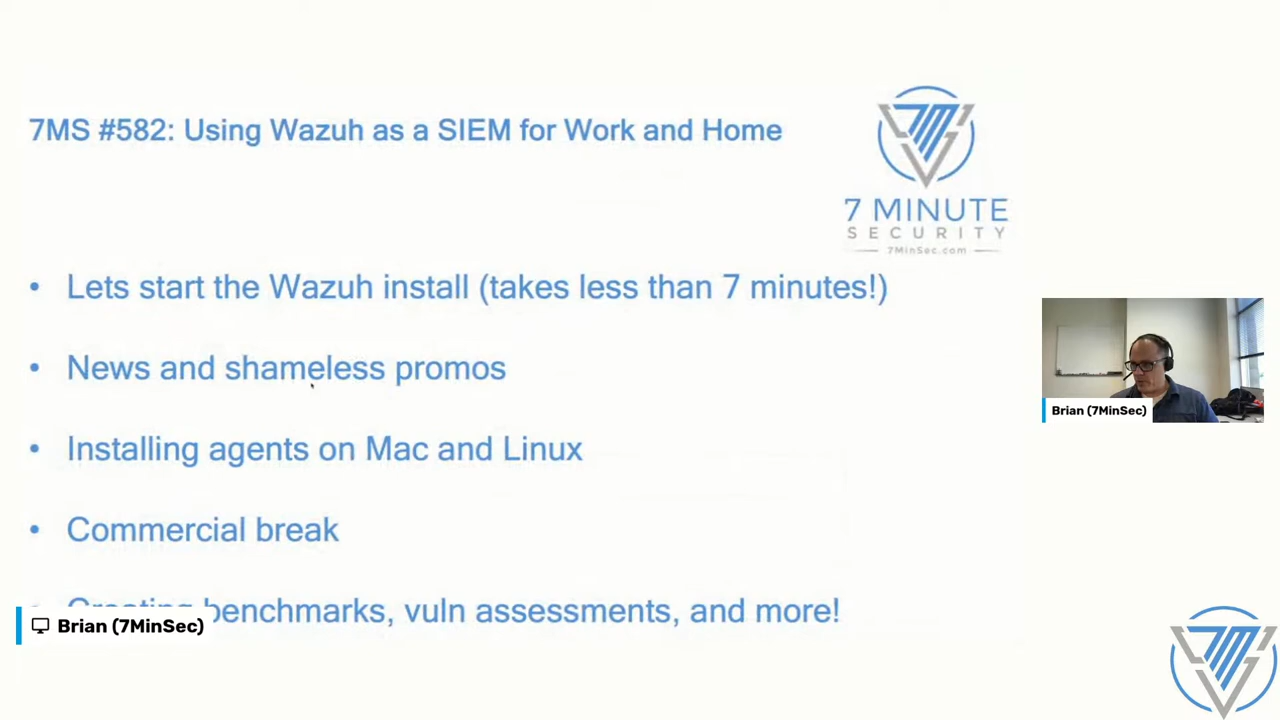 7MS #582: Using Wazuh as a SIEM for Work and Home
7 MINUTE
SECURITY
7MinSec.com
• Lets start the Wazuh install (takes less than 7 minutes!)
• News and shameless promos
• Installing agents on Mac and Linux
• Commercial break
• Creating benchmarks, vuln assessments, and more!
Brian (7MinSec)
Brian (7MinSec)
7M